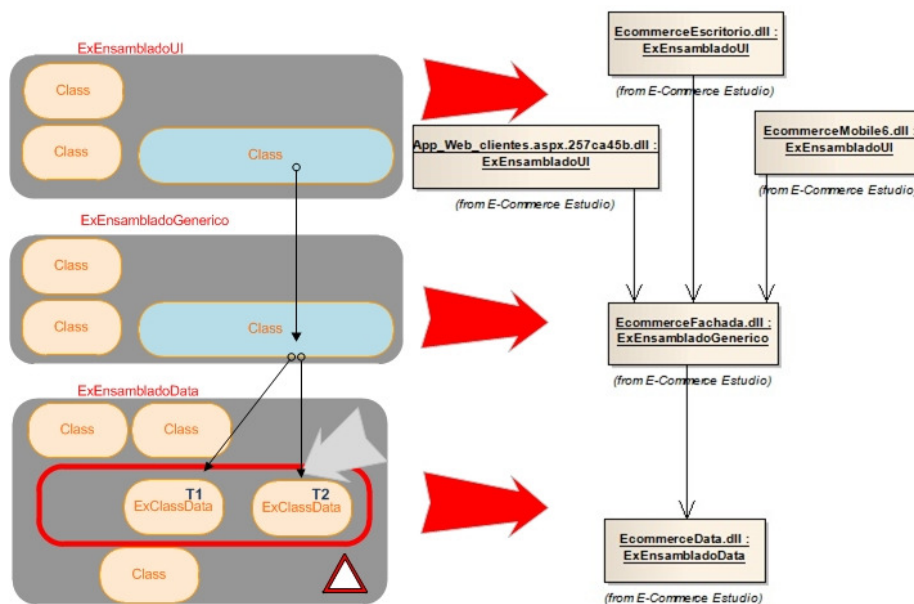 ExEnsambladoUI
Class
Class
Class
ExEnsambladoGenerico
Class
Class
Class
ExEnsambladoData
Class
Class
T1
ExClassData
T2
ExClassData
Class
EcommerceEscritorio.dll :
ExEnsambladoUI
(from E-Commerce Estudio)
App_Web_clientes.aspx.257ca45b.dll :
ExEnsambladoUI
(from E-Commerce Estudio)
EcommerceMobile6.dll :
ExEnsambladoUI
(from E-Commerce Estudio)
EcommerceFachada.dll :
ExEnsambladoGenerico
(from E-Commerce Estudio)
EcommerceData.dll :
ExEnsambladoData
(from E-Commerce Estudio)